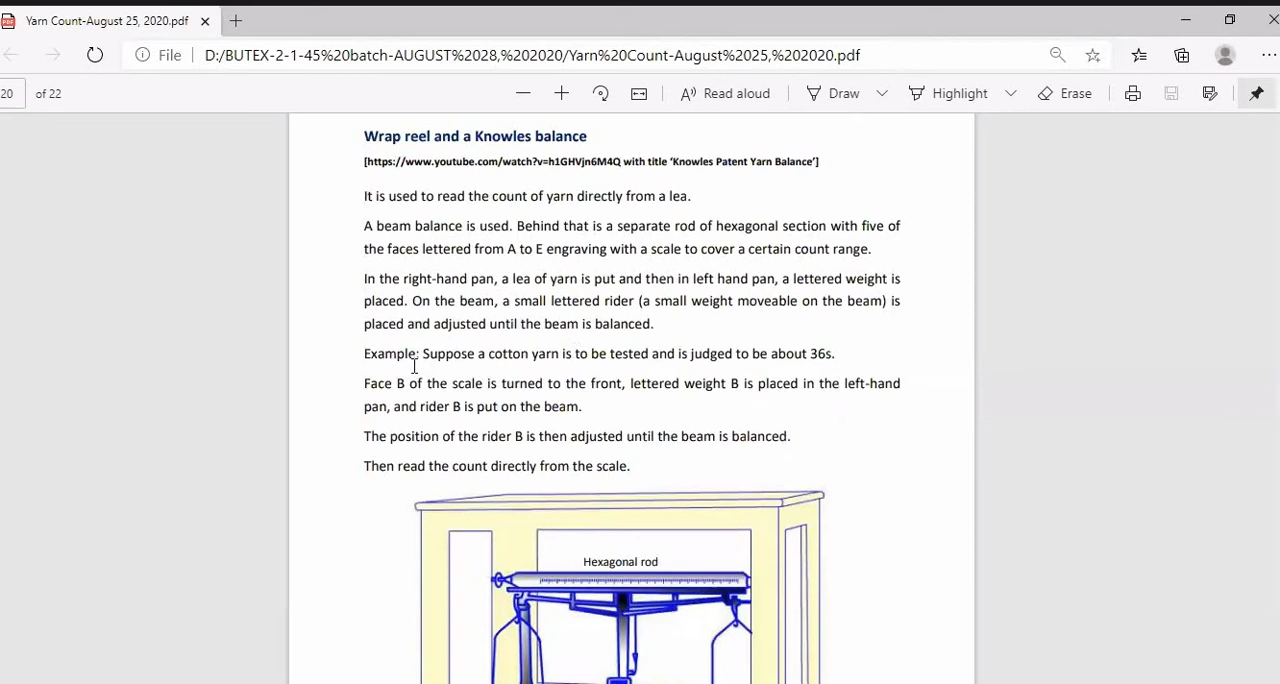 Yarn Count-August 25, 2020.pdf
File
D:/BUTEX-2-1-45%20batch-AUGUST%2028,%202020/Yarn%20Count-August%2025,%202020.pdf
20 of 22
Read aloud
Draw
Highlight
Erase
Wrap reel and a Knowles balance
[https://www.youtube.com/watch?v=h1GHVjn6M4Q with title ‘Knowles Patent Yarn Balance’]
It is used to read the count of yarn directly from a lea.
A beam balance is used. Behind that is a separate rod of hexagonal section with five of
the faces lettered from A to E engraving with a scale to cover a certain count range.
In the right-hand pan, a lea of yarn is put and then in left hand pan, a lettered weight is
placed. On the beam, a small lettered rider (a small weight moveable on the beam) is
placed and adjusted until the beam is balanced.
Example: Suppose a cotton yarn is to be tested and is judged to be about 36s.
Face B of the scale is turned to the front, lettered weight B is placed in the left-hand
pan, and rider B is put on the beam.
The position of the rider B is then adjusted until the beam is balanced.
Then read the count directly from the scale.
Hexagonal rod